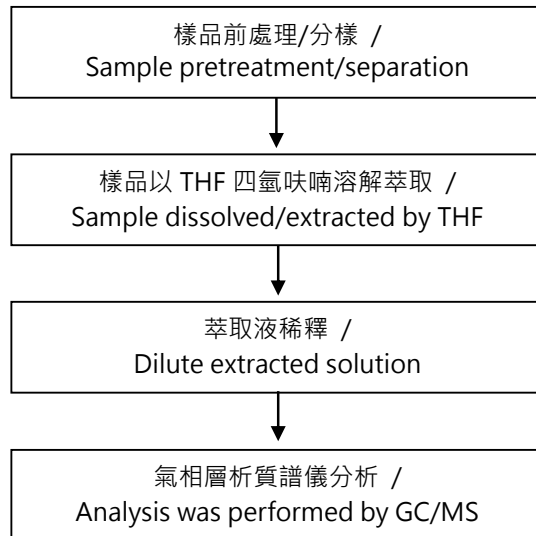 樣品前處理/分樣 /
Sample pretreatment/separation
樣品以 THF 四氫呋喃溶解萃取 /
Sample dissolved/extracted by THF
萃取液稀釋 /
Dilute extracted solution
氣相層析質譜儀分析 /
Analysis was performed by GC/MS